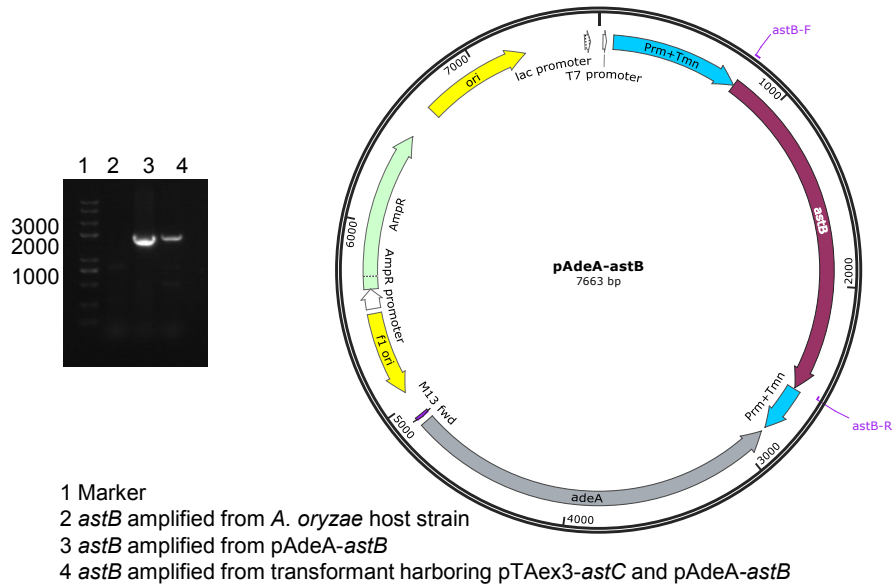 1 2 3 4
3000
2000
1000
pAdeA-astB
7663 bp
lac promoter
T7 promoter
Prm+Tmn
astB-F
1000
astB
2000
Prm+Tmn
astB-R
3000
adeA
4000
M13 fwd
5000
f1 ori
AmpR promoter
AmpR
6000
ori
7000
1 Marker
2 astB amplified from A. oryzae host strain
3 astB amplified from pAdeA-astB
4 astB amplified from transformant harboring pTAex3-astC and pAdeA-astB